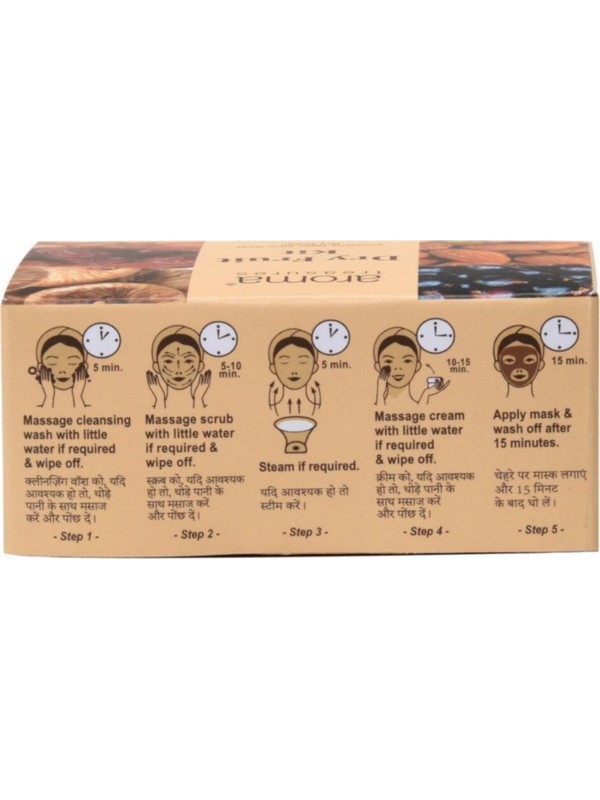 aroma
treasures
Dry Fruit
Kit
5 min.
Massage cleansing
wash with little
water if required
& wipe off.
क्लीनज़िंग वॉश को, यदि
आवश्यक हो तो, थोड़े
पानी के साथ मसाज
करें और पोंछ दें।
- Step 1 -
5-10
min.
Massage scrub
with little water
if required &
wipe off.
स्क्रब को, यदि आवश्यक
हो तो, थोड़े पानी के
साथ मसाज करें
और पोंछ दें।
- Step 2 -
5 min.
Steam if required.
यदि आवश्यक हो तो
स्टीम करें।
- Step 3 -
10-15
min.
Massage cream
with little water
if required
& wipe off.
क्रीम को, यदि आवश्यक
हो तो, थोड़े पानी के
साथ मसाज करें
और पोंछ दें।
- Step 4 -
15 min.
Apply mask &
wash off after
15 minutes.
चेहरे पर मास्क लगाएं
और 15 मिनट
के बाद धो लें।
- Step 5 -